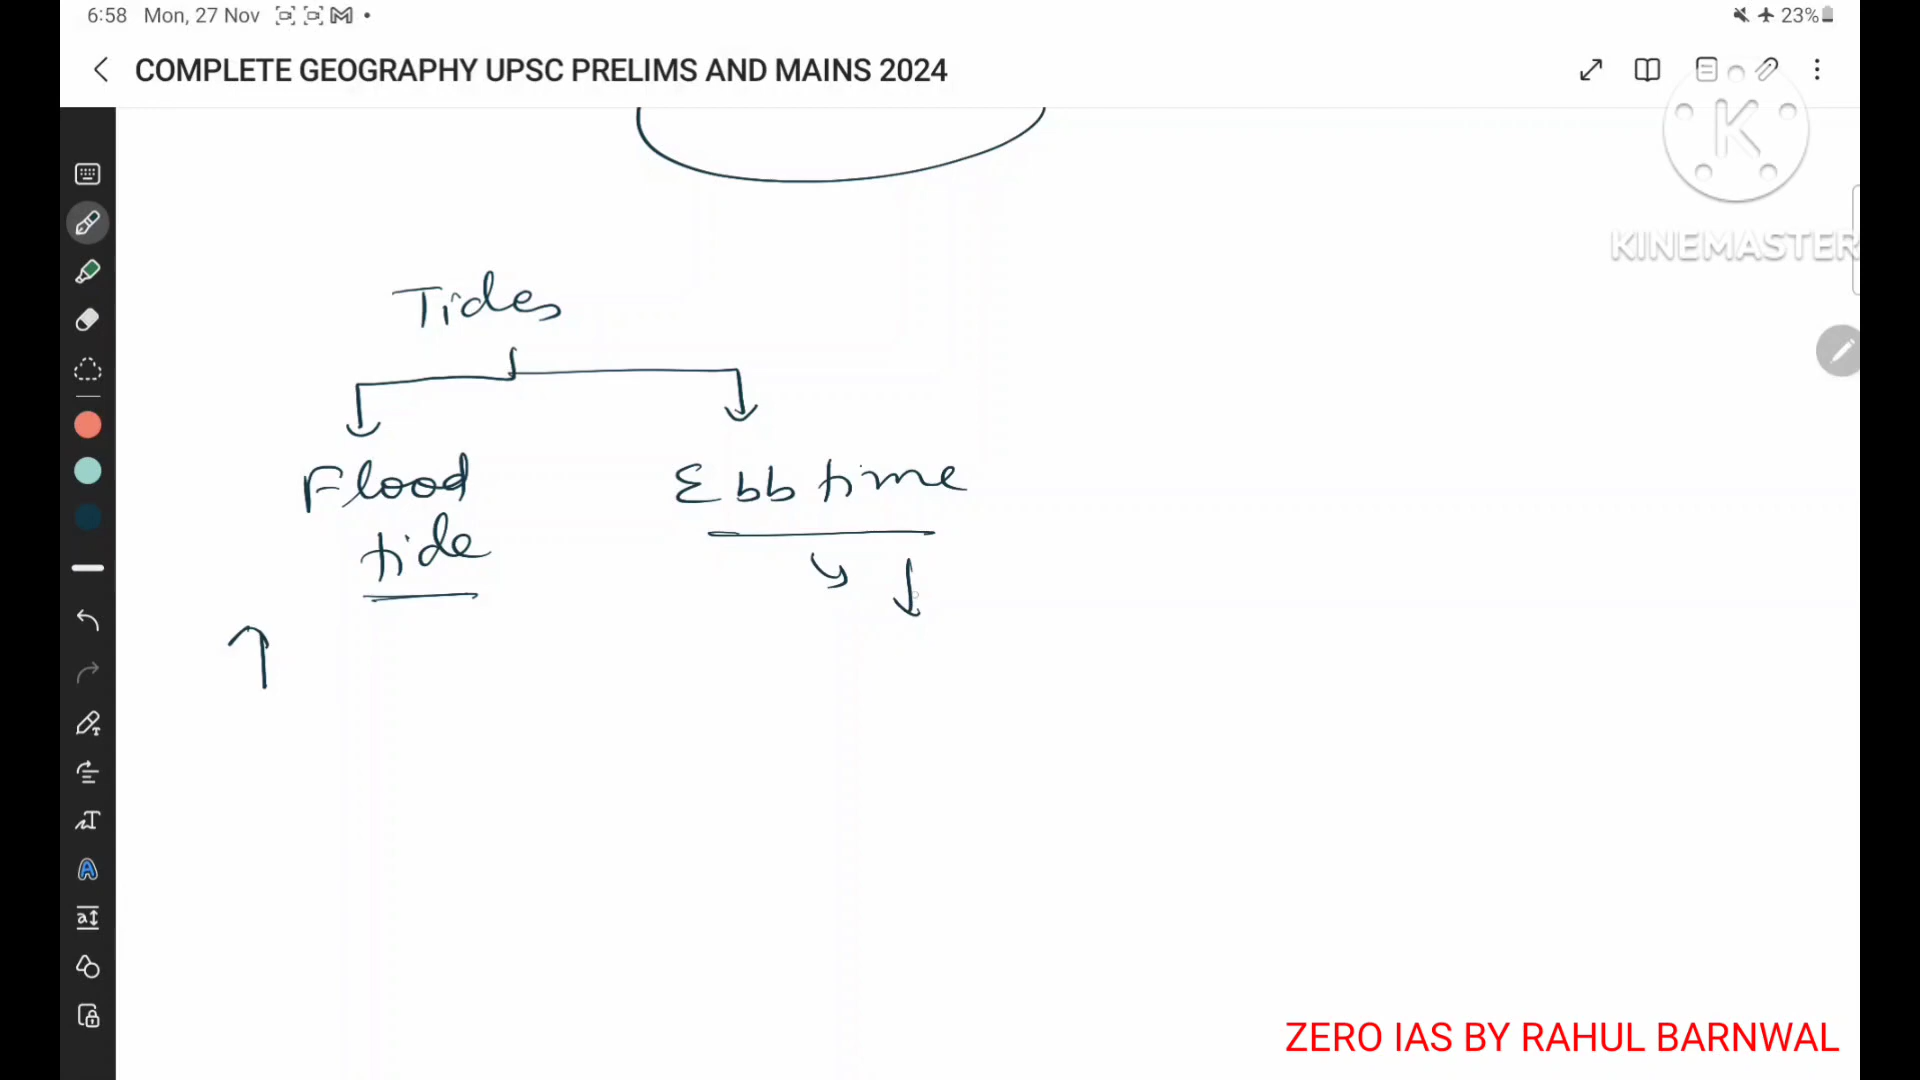 6:58 Mon, 27 Nov
23%
COMPLETE GEOGRAPHY UPSC PRELIMS AND MAINS 2024
K
KINEMASTER
Tides
Flood
tide
Ebb time
ZERO IAS BY RAHUL BARNWAL